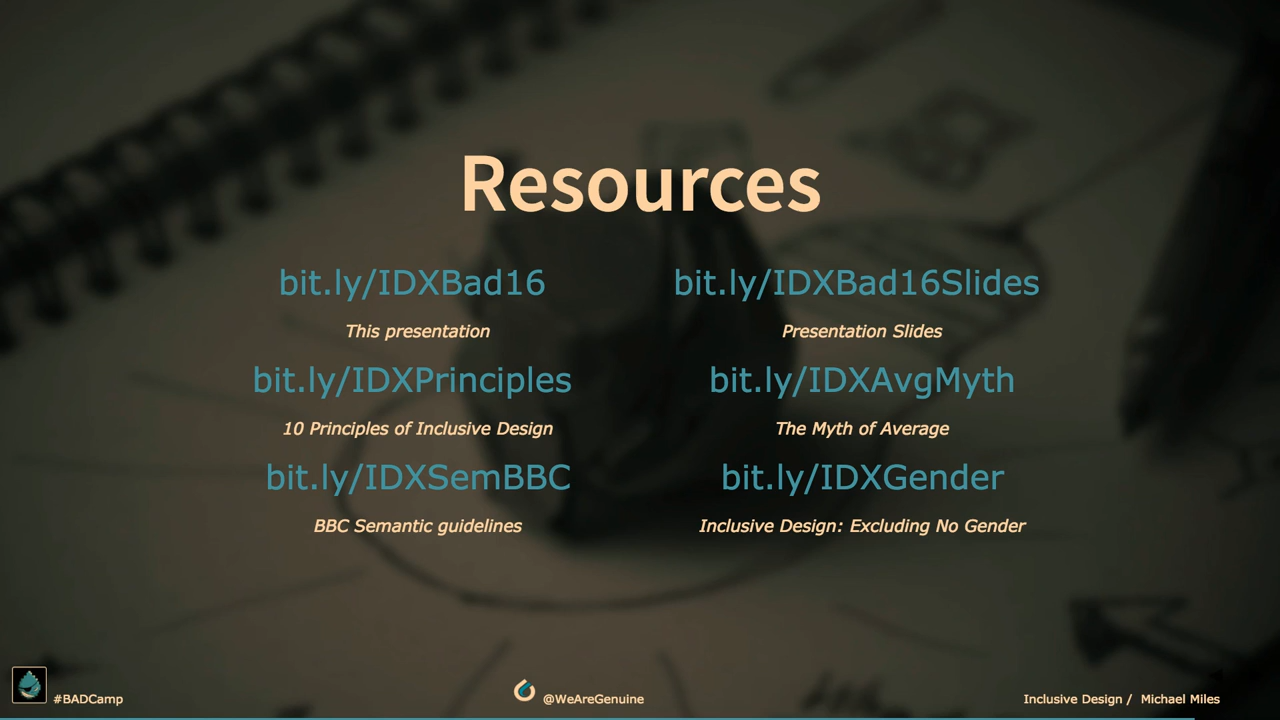 Resources
bit.ly/IDXBad16
This presentation
bit.ly/IDXBad16Slides
Presentation Slides
bit.ly/IDXPrinciples
10 Principles of Inclusive Design
bit.ly/IDXAvgMyth
The Myth of Average
bit.ly/IDXSemBBC
BBC Semantic guidelines
bit.ly/IDXGender
Inclusive Design: Excluding No Gender
#BADCamp
@WeAreGenuine
Inclusive Design / Michael Miles